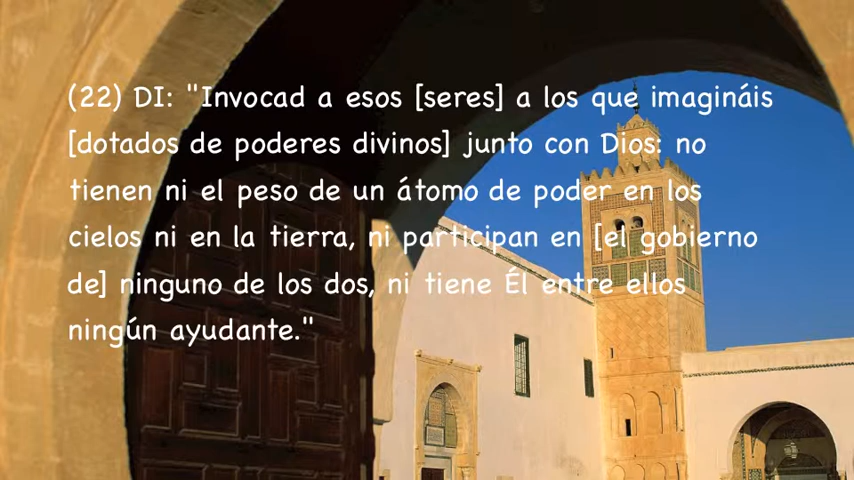 (22) DI: "Invocad a esos [seres] a los que imagináis
[dotados de poderes divinos] junto con Dios: no
tienen ni el peso de un átomo de poder en los
cielos ni en la tierra, ni participan en [el gobierno
de] ninguno de los dos, ni tiene Él entre ellos
ningún ayudante."